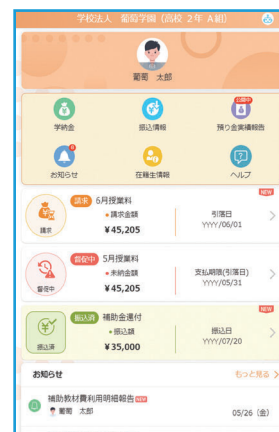 学校法人 葡萄学園（高校 2年 A組）
葡萄 太郎
公開中
学納金
振込情報
預り金実績報告
お知らせ
在籍生情報
ヘルプ
NEW
請求 6月授業料
請求
•請求金額
¥45,205
引落日
YYYY/06/01
督促中 5月授業料
督促中
•未納金額
¥45,205
支払期限(引落日)
YYYY/05/31
NEW
振込済 補助金還付
振込済
•振込額
¥35,000
振込日
YYYY/07/20
お知らせ
もっと見る
補助教材費利用明細報告 NEW
葡萄 太郎
05/26（金）